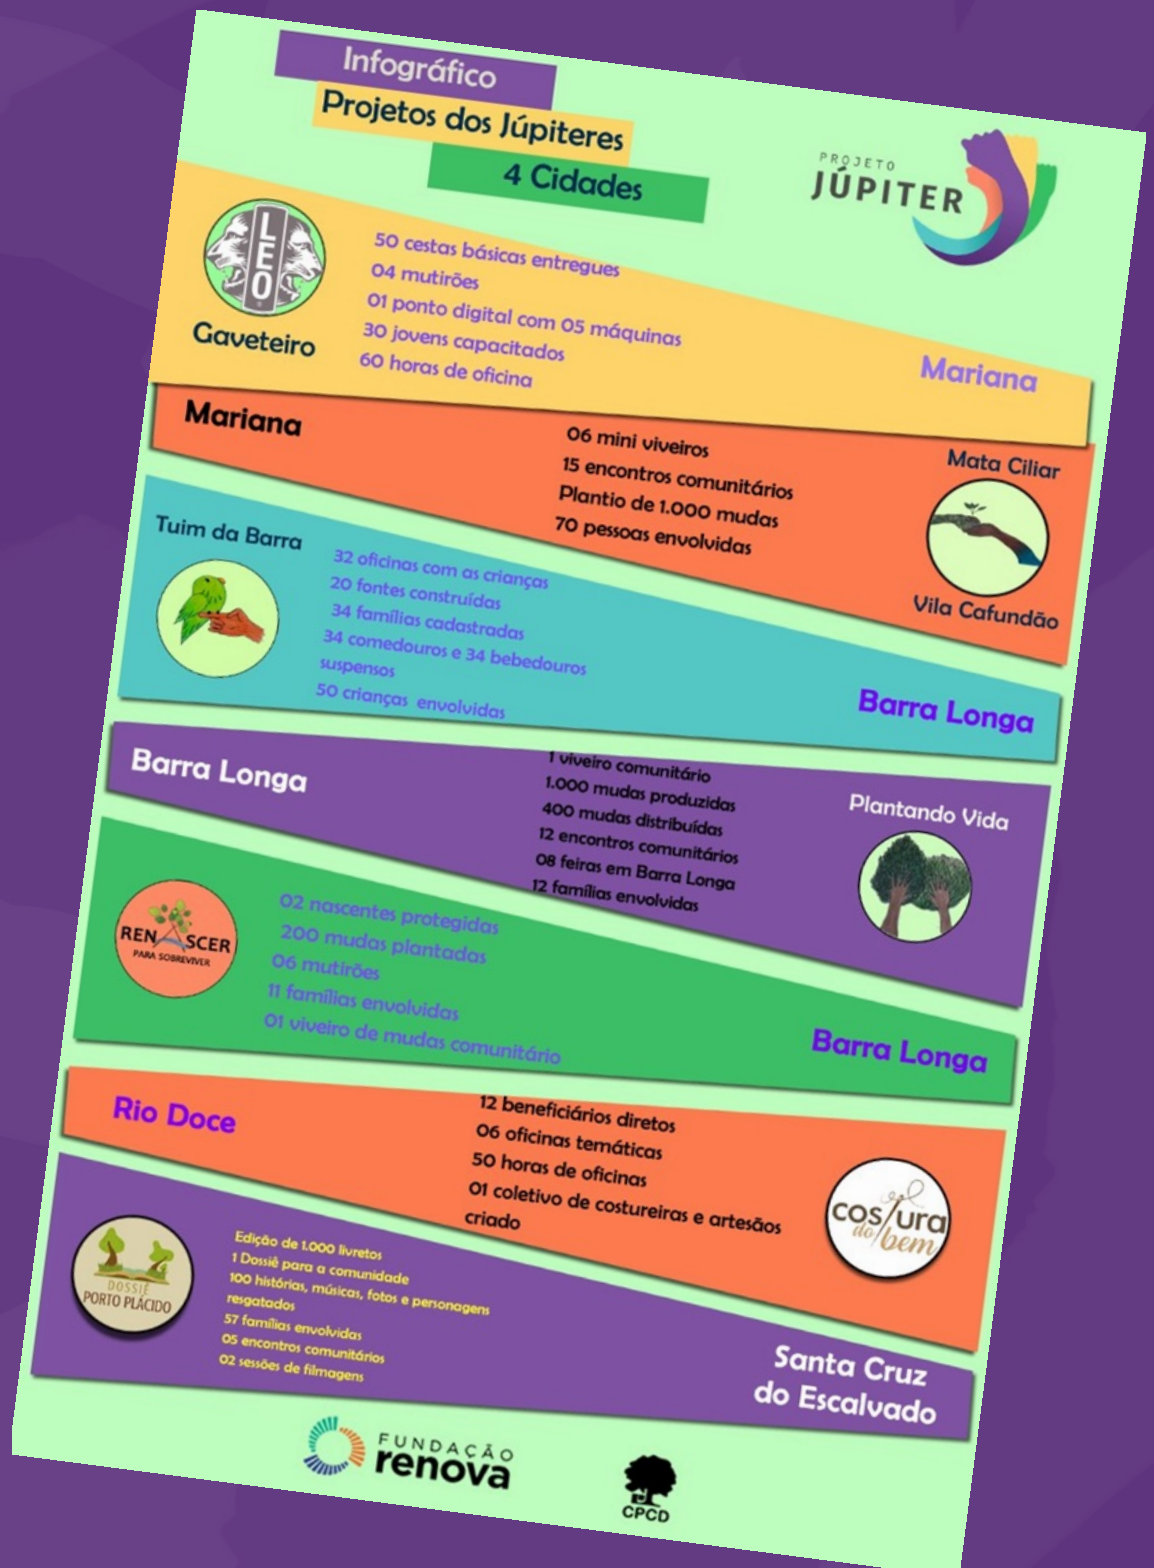 Infográfico
Projetos dos Júpiteres
4 Cidades
PROJETO
JÚPITER
LEO
Gaveteiro
50 cestas básicas entregues
04 mutirões
01 ponto digital com 05 máquinas
30 jovens capacitados
60 horas de oficina
Mariana
Mariana
06 mini viveiros
15 encontros comunitários
Plantio de 1.000 mudas
70 pessoas envolvidas
Mata Ciliar
Vila Cafundão
Tuim da Barra
32 oficinas com as crianças
20 fontes construídas
34 famílias cadastradas
34 comedouros e 34 bebedouros
suspensos
50 crianças envolvidas
Barra Longa
Barra Longa
1 viveiro comunitário
1.000 mudas produzidas
400 mudas distribuídas
12 encontros comunitários
08 feiras em Barra Longa
12 famílias envolvidas
Plantando Vida
RENASCER
PARA SOBREVIVER
02 nascentes protegidas
200 mudas plantadas
06 mutirões
11 famílias envolvidas
01 viveiro de mudas comunitário
Barra Longa
Rio Doce
12 beneficiários diretos
06 oficinas temáticas
50 horas de oficinas
01 coletivo de costureiras e artesãos
criado
costura
do bem
DOSSIÊ
PORTO PLÁCIDO
Edição de 1.000 livretos
1 Dossiê para a comunidade
100 histórias, músicas, fotos e personagens
resgatados
57 famílias envolvidas
05 encontros comunitários
02 sessões de filmagens
Santa Cruz
do Escalvado
FUNDAÇÃO
renova
CPCD